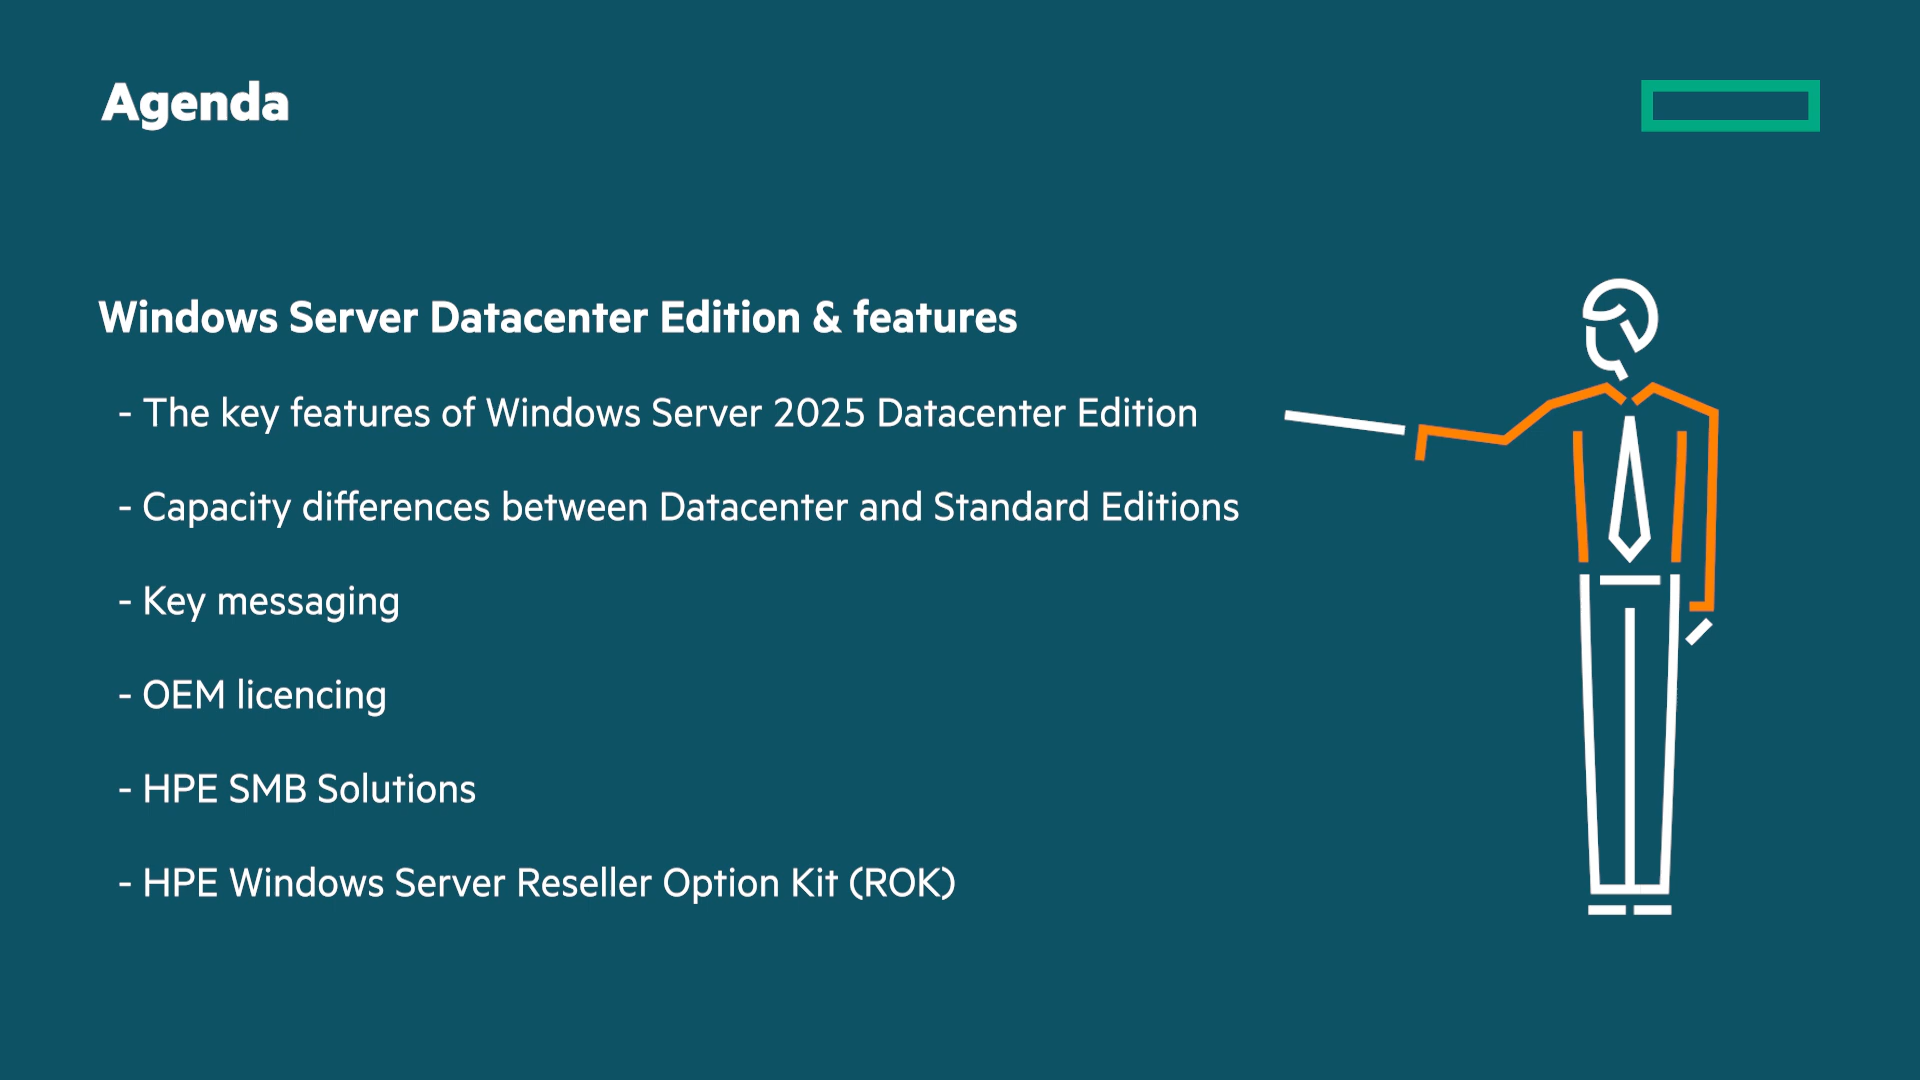 Agenda
Windows Server Datacenter Edition & features
- The key features of Windows Server 2025 Datacenter Edition
- Capacity differences between Datacenter and Standard Editions
- Key messaging
- OEM licencing
- HPE SMB Solutions
- HPE Windows Server Reseller Option Kit (ROK)